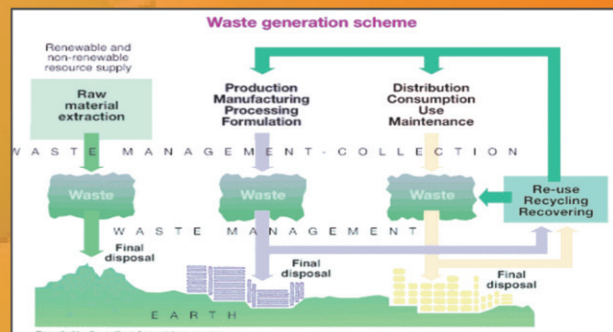 Waste generation scheme
Renewable and
non-renewable
resource supply
Raw
material
extraction
Production
Manufacturing
Processing
Formulation
Distribution
Consumption
Use
Maintenance
WASTE MANAGEMENT-COLLECTION
Waste
Waste
Waste
Re-use
Recycling
Recovering
WASTE MANAGEMENT
Final
disposal
Final
disposal
Final
disposal
EARTH